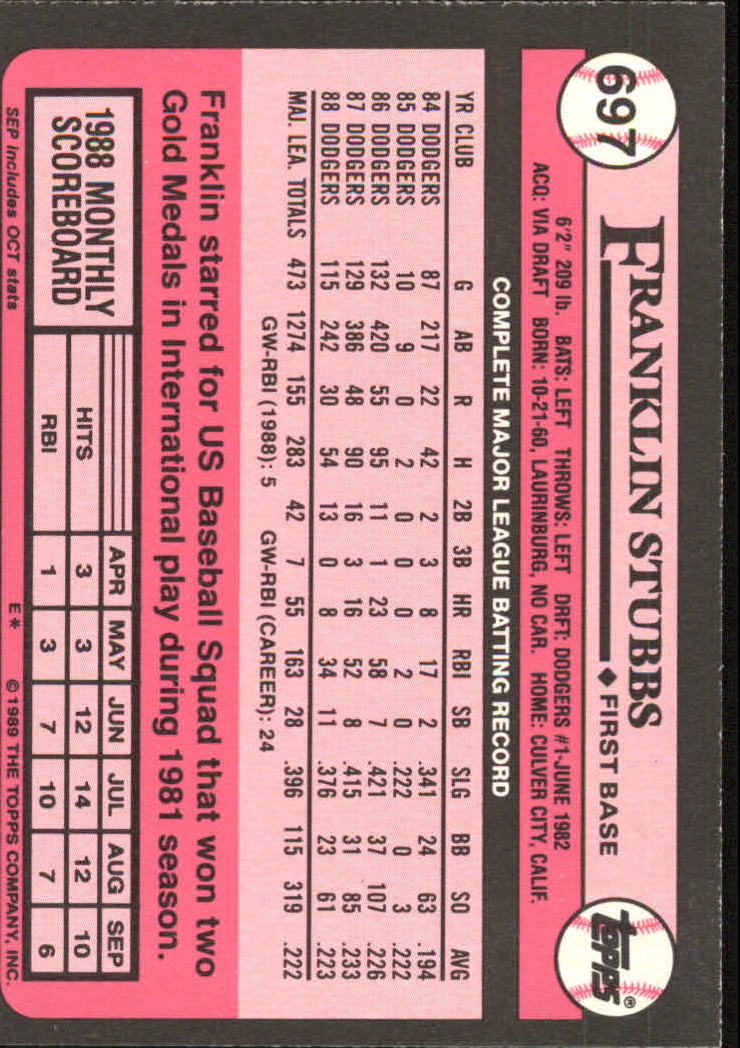 697
FRANKLIN STUBBS
◆ FIRST BASE
topps®
6'2" 209 lb. BATS: LEFT THROWS: LEFT DRFT: DODGERS #1-JUNE 1982
ACQ: VIA DRAFT BORN: 10-21-60, LAURINBURG, NO CAR. HOME: CULVER CITY, CALIF.
COMPLETE MAJOR LEAGUE BATTING RECORD
YR CLUB G AB R H 2B 3B HR RBI SB SLG BB SO AVG
84 DODGERS 87 217 22 42 2 3 8 17 2 .341 24 63 .194
85 DODGERS 10 9 0 2 0 0 0 2 0 .222 0 3 .222
86 DODGERS 132 420 55 95 11 1 23 58 7 .421 37 107 .226
87 DODGERS 129 386 48 90 16 3 16 52 8 .415 31 85 .233
88 DODGERS 115 242 30 54 13 0 8 34 11 .376 23 61 .223
MAJ. LEA. TOTALS 473 1274 155 283 42 7 55 163 28 .396 115 319 .222
GW-RBI (1988): 5 GW-RBI (CAREER): 24
Franklin starred for US Baseball Squad that won two
Gold Medals in International play during 1981 season.
1988 MONTHLY
SCOREBOARD
APR MAY JUN JUL AUG SEP
HITS 3 3 12 14 12 10
RBI 1 3 7 10 7 6
SEP includes OCT stats
E* © 1989 THE TOPPS COMPANY, INC.